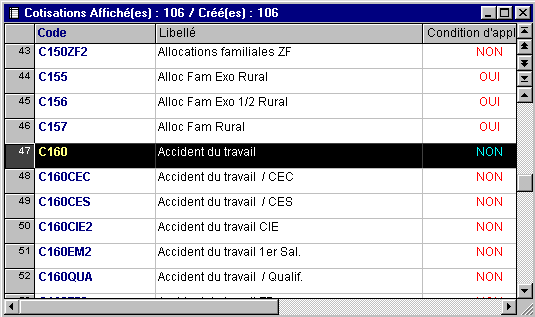 Cotisations Affiché(es) : 106 / Créé(es) : 106
Code Libellé Condition d'appl
43 C150ZF2 Allocations familiales ZF NON
44 C155 Alloc Fam Exo Rural OUI
45 C156 Alloc Fam Exo 1/2 Rural OUI
46 C157 Alloc Fam Rural OUI
47 C160 Accident du travail NON
48 C160CEC Accident du travail / CEC NON
49 C160CES Accident du travail / CES NON
50 C160CIE2 Accident du travail CIE NON
51 C160EM2 Accident du travail 1er Sal. NON
52 C160QUA Accident du travail / Qualif. NON